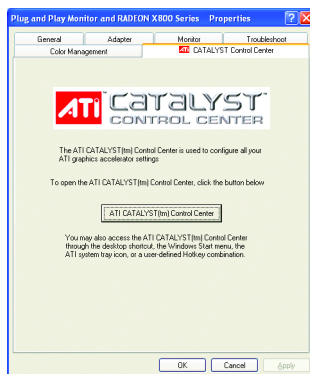 Plug and Play Monitor and RADEON X800 Series Properties
General Adapter Monitor Troubleshoot
Color Management ATI CATALYST Control Center
ATI CATALYST
CONTROL CENTER
The ATI CATALYST(tm) Control Center is used to configure all your
ATI graphics accelerator settings
To open the ATI CATALYST(tm) Control Center, click the button below
ATI CATALYST(tm) Control Center
You may also access the ATI CATALYST(tm) Control Center
through the desktop shortcut, the Windows Start menu, the
ATI system tray icon, or a user-defined Hotkey combination.
OK Cancel Apply